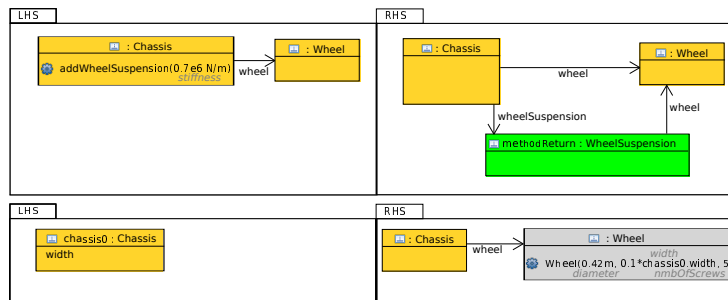 LHS
RHS
: Chassis
addWheelSuspension(0.7e6 N/m)
stiffness
wheel
: Wheel
: Chassis
wheel
: Wheel
wheelSuspension
wheel
methodReturn : WheelSuspension
LHS
RHS
chassis0 : Chassis
width
: Chassis
wheel
: Wheel
width
Wheel(0.42m, 0.1*chassis0.width, 5
diameter
nmbOfScrews